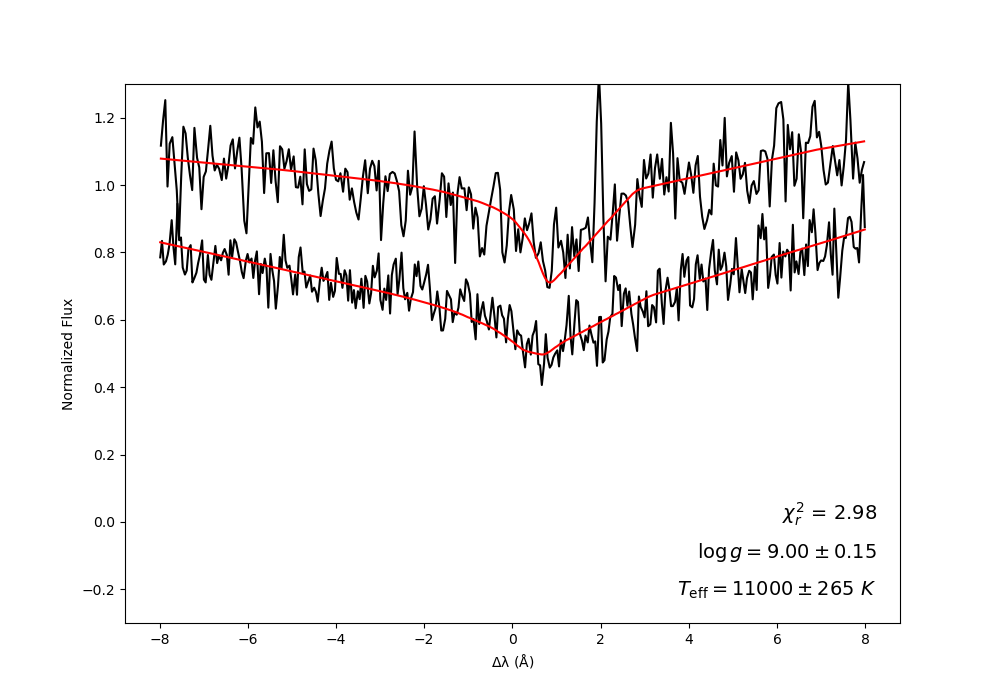 1.2
1.0
0.8
0.6
0.4
0.2
0.0
−0.2
Normalized Flux
χ²ᵣ = 2.98
log g = 9.00 ± 0.15
T_eff = 11000 ± 265 K
−8 −6 −4 −2 0 2 4 6 8
Δλ (Å)